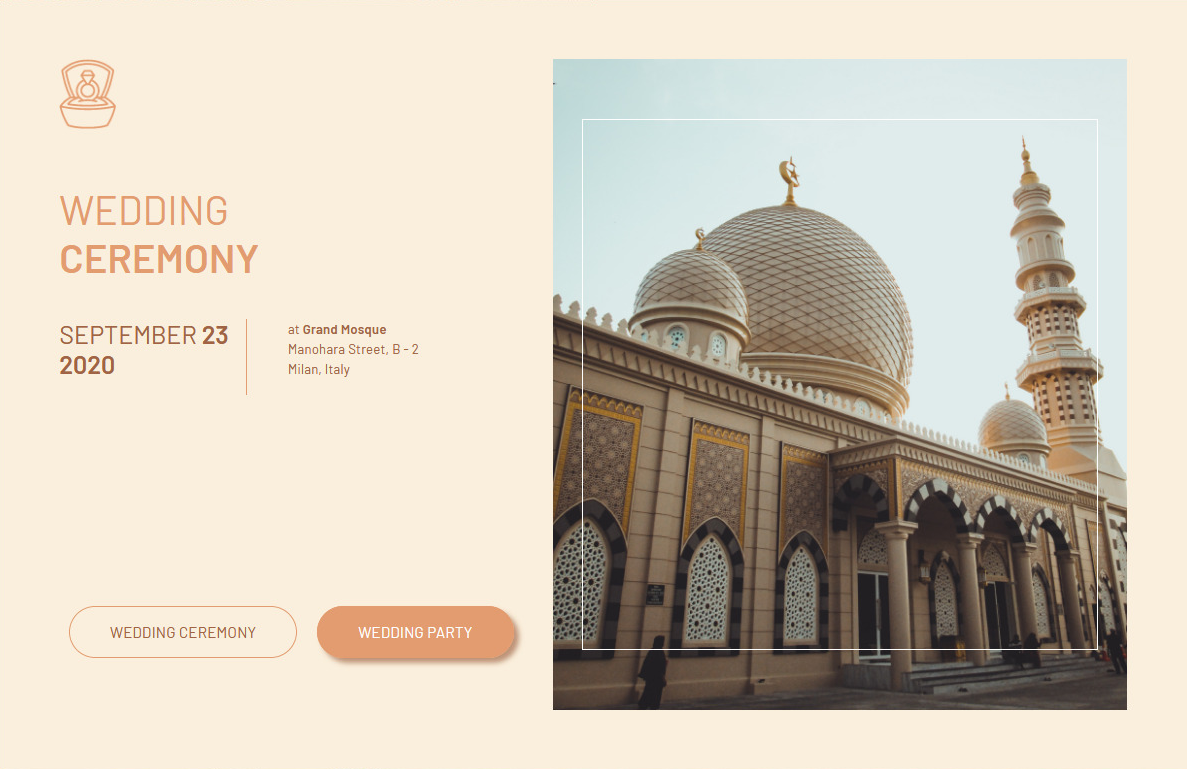 WEDDING
CEREMONY
SEPTEMBER 23
2020
at Grand Mosque
Manohara Street, B - 2
Milan, Italy
WEDDING CEREMONY
WEDDING PARTY